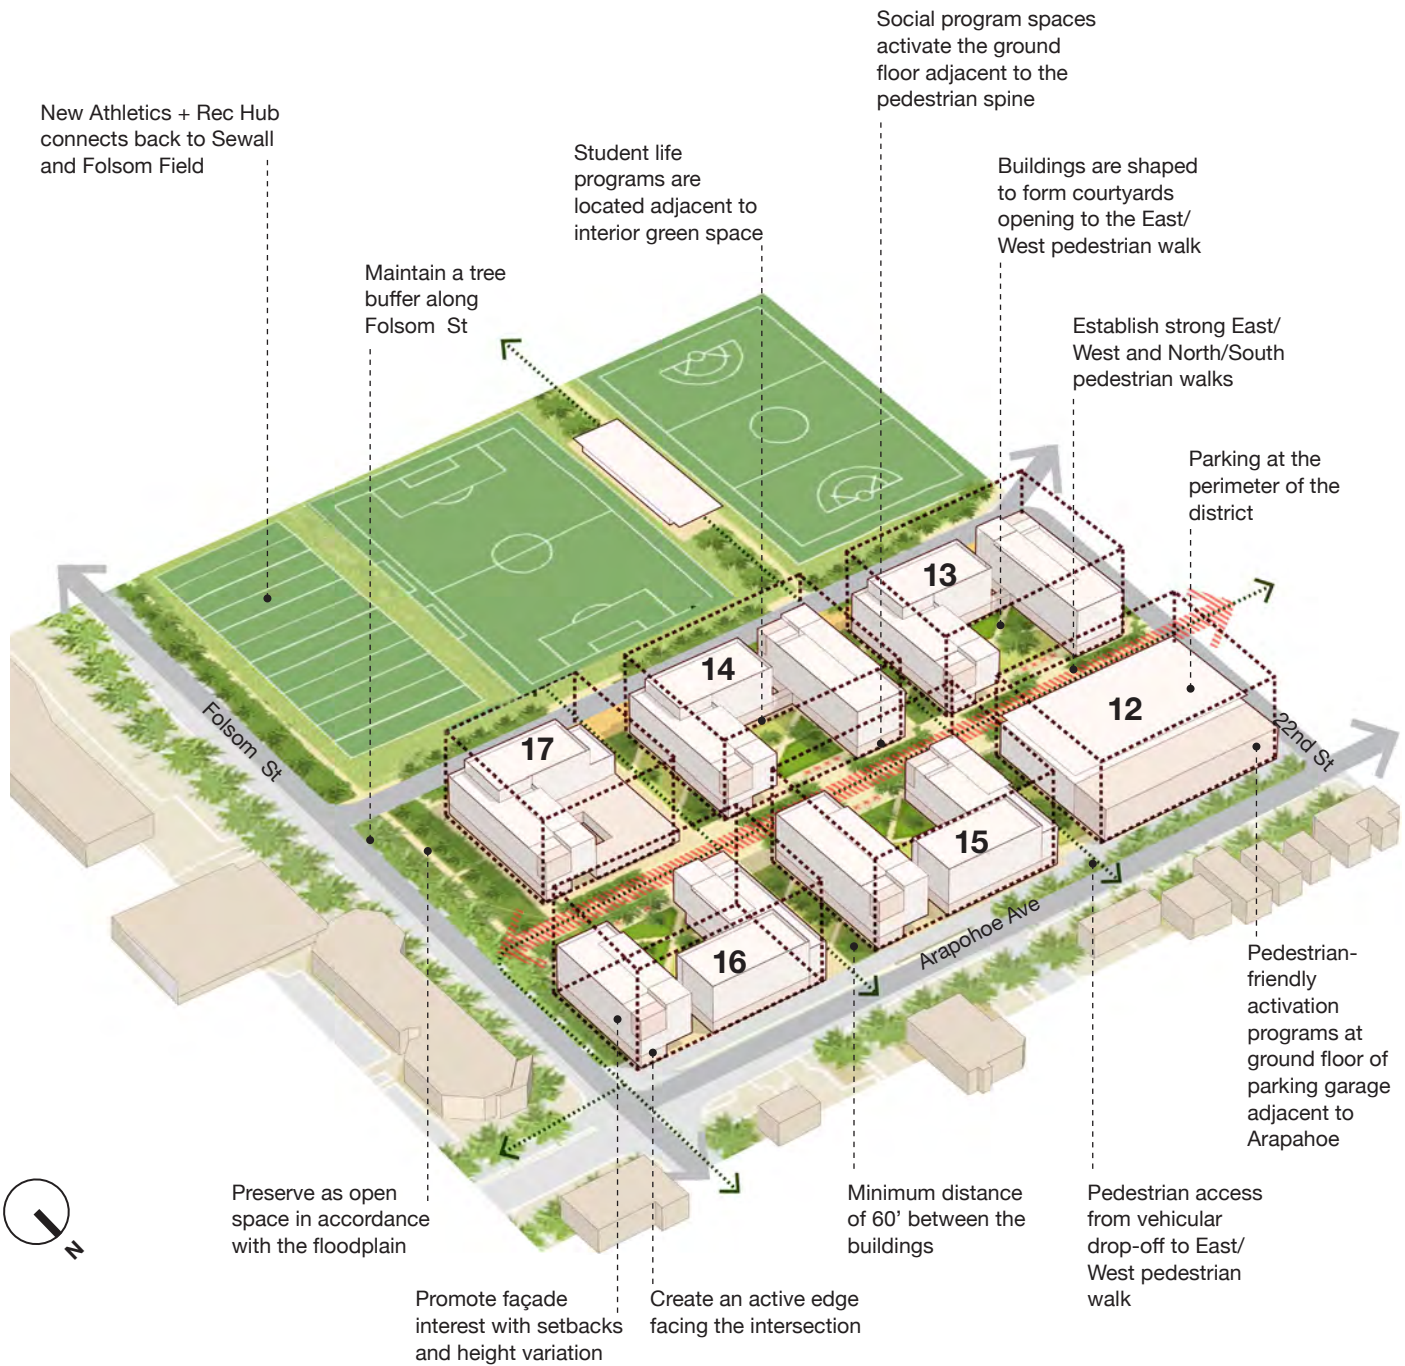 Social program spaces
activate the ground
floor adjacent to the
pedestrian spine
New Athletics + Rec Hub
connects back to Sewall
and Folsom Field
Student life
programs are
located adjacent to
interior green space
Buildings are shaped
to form courtyards
opening to the East/
West pedestrian walk
Maintain a tree
buffer along
Folsom St
Establish strong East/
West and North/South
pedestrian walks
Parking at the
perimeter of the
district
13
14
12
17
22nd St
Folsom St
15
Arapohoe Ave
16
Pedestrian-
friendly
activation
programs at
ground floor of
parking garage
adjacent to
Arapahoe
N
Preserve as open
space in accordance
with the floodplain
Minimum distance
of 60' between the
buildings
Pedestrian access
from vehicular
drop-off to East/
West pedestrian
walk
Promote façade
interest with setbacks
and height variation
Create an active edge
facing the intersection